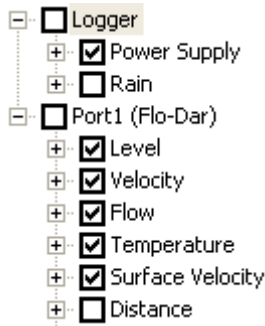 Logger
Power Supply
Rain
Port1 (Flo-Dar)
Level
Velocity
Flow
Temperature
Surface Velocity
Distance